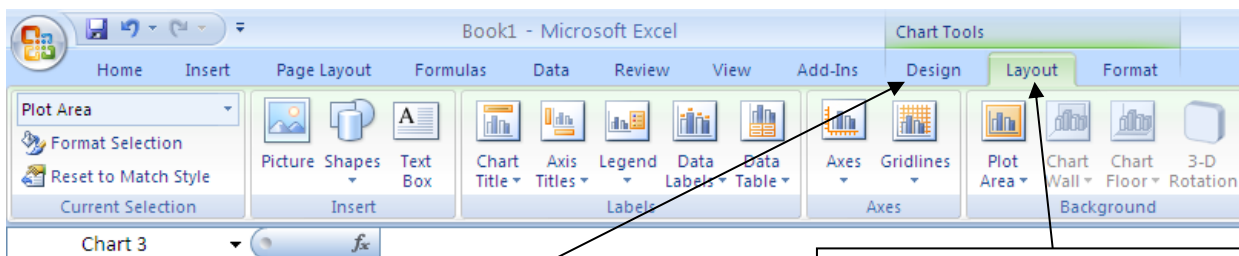 Book1 - Microsoft Excel
Chart Tools
Home Insert Page Layout Formulas Data Review View Add-Ins Design Layout Format
Plot Area
Format Selection
Reset to Match Style
Current Selection
Picture Shapes Text Box
Insert
Chart Title Axis Titles Legend Data Labels Data Table
Labels
Axes Gridlines
Axes
Plot Area Chart Wall Chart Floor 3-D Rotation
Background
Chart 3
fx